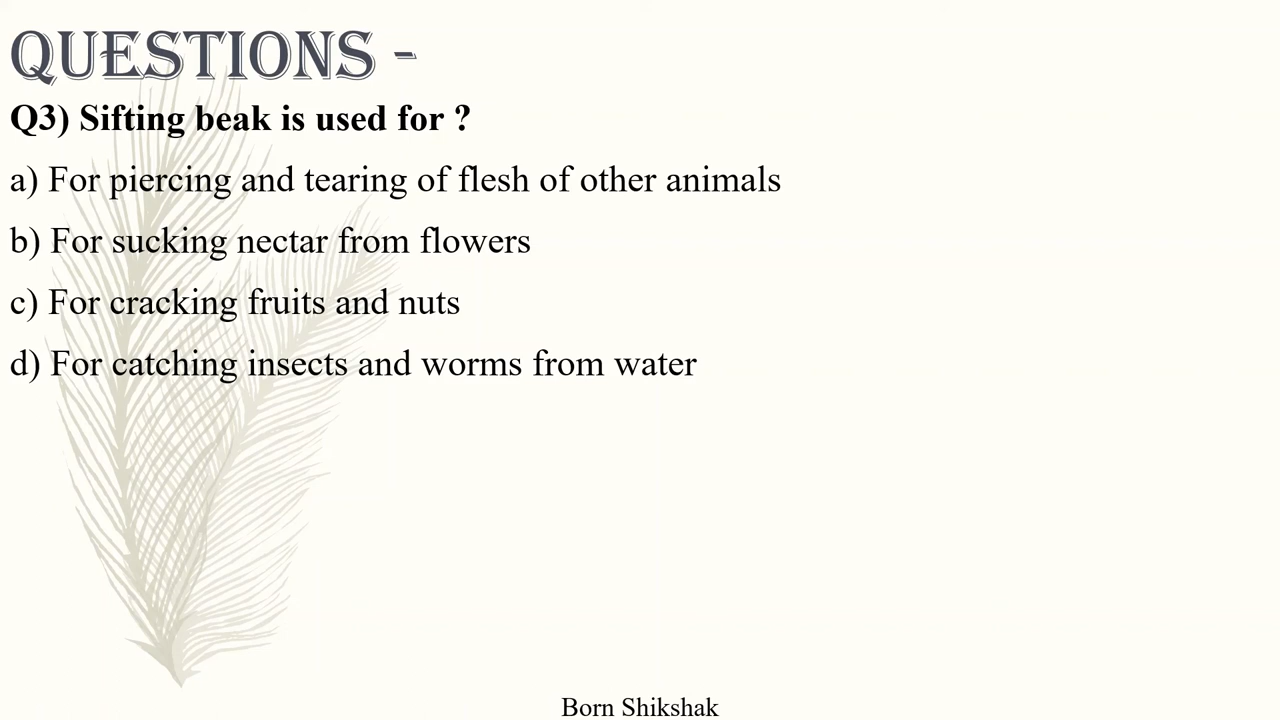 QUESTIONS -
Q3) Sifting beak is used for ?
a) For piercing and tearing of flesh of other animals
b) For sucking nectar from flowers
c) For cracking fruits and nuts
d) For catching insects and worms from water
Born Shikshak